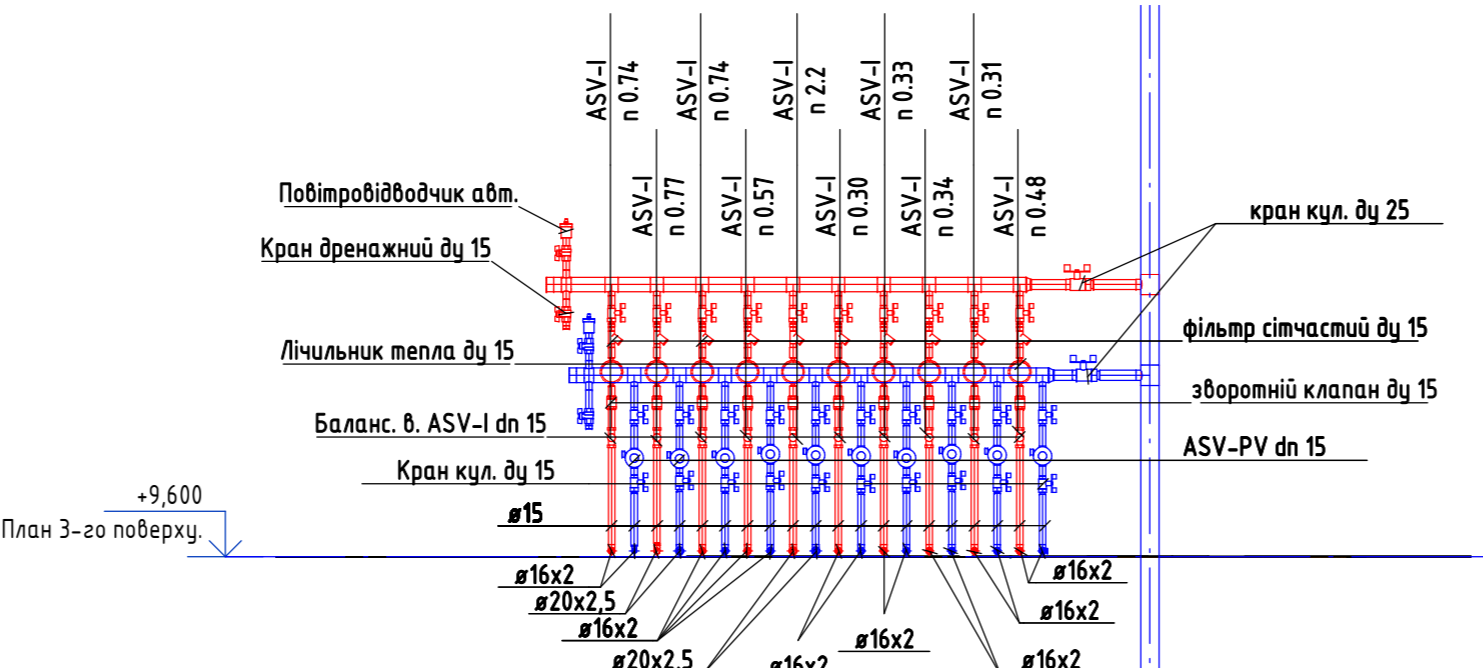 ASV-I
n 0.74
ASV-I
n 0.74
ASV-I
n 2.2
ASV-I
n 0.33
ASV-I
n 0.31
ASV-I
n 0.77
ASV-I
n 0.57
ASV-I
n 0.30
ASV-I
n 0.34
ASV-I
n 0.48
Повітровідводчик авт.
Кран дренажний ду 15
кран кул. ду 25
Лічильник тепла ду 15
фільтр сітчастий ду 15
зворотній клапан ду 15
Баланс. в. ASV-I dn 15
ASV-PV dn 15
Кран кул. ду 15
+9,600
План 3-го поверху.
ø15
ø16x2
ø20x2,5
ø16x2
ø20x2,5
ø16x2
ø16x2
ø16x2
ø16x2
ø16x2